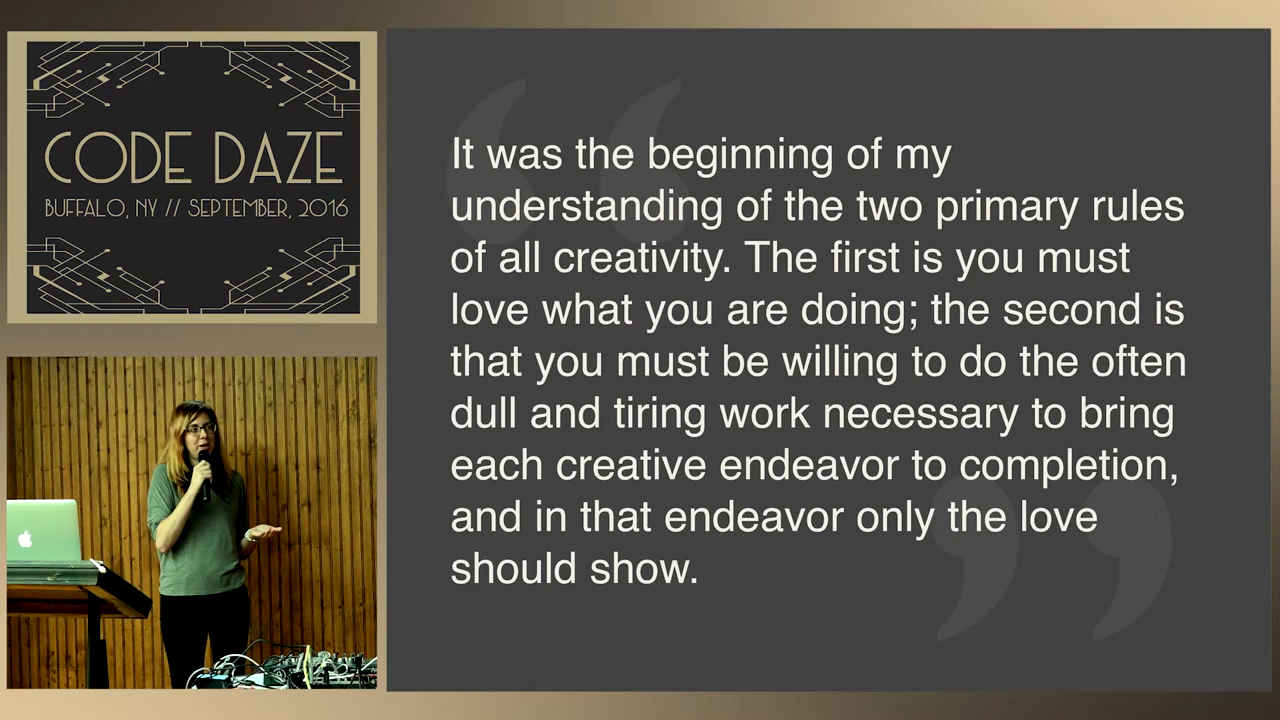 CODE DAZE
BUFFALO, NY // SEPTEMBER, 2016
It was the beginning of my
understanding of the two primary rules
of all creativity. The first is you must
love what you are doing; the second is
that you must be willing to do the often
dull and tiring work necessary to bring
each creative endeavor to completion,
and in that endeavor only the love
should show.